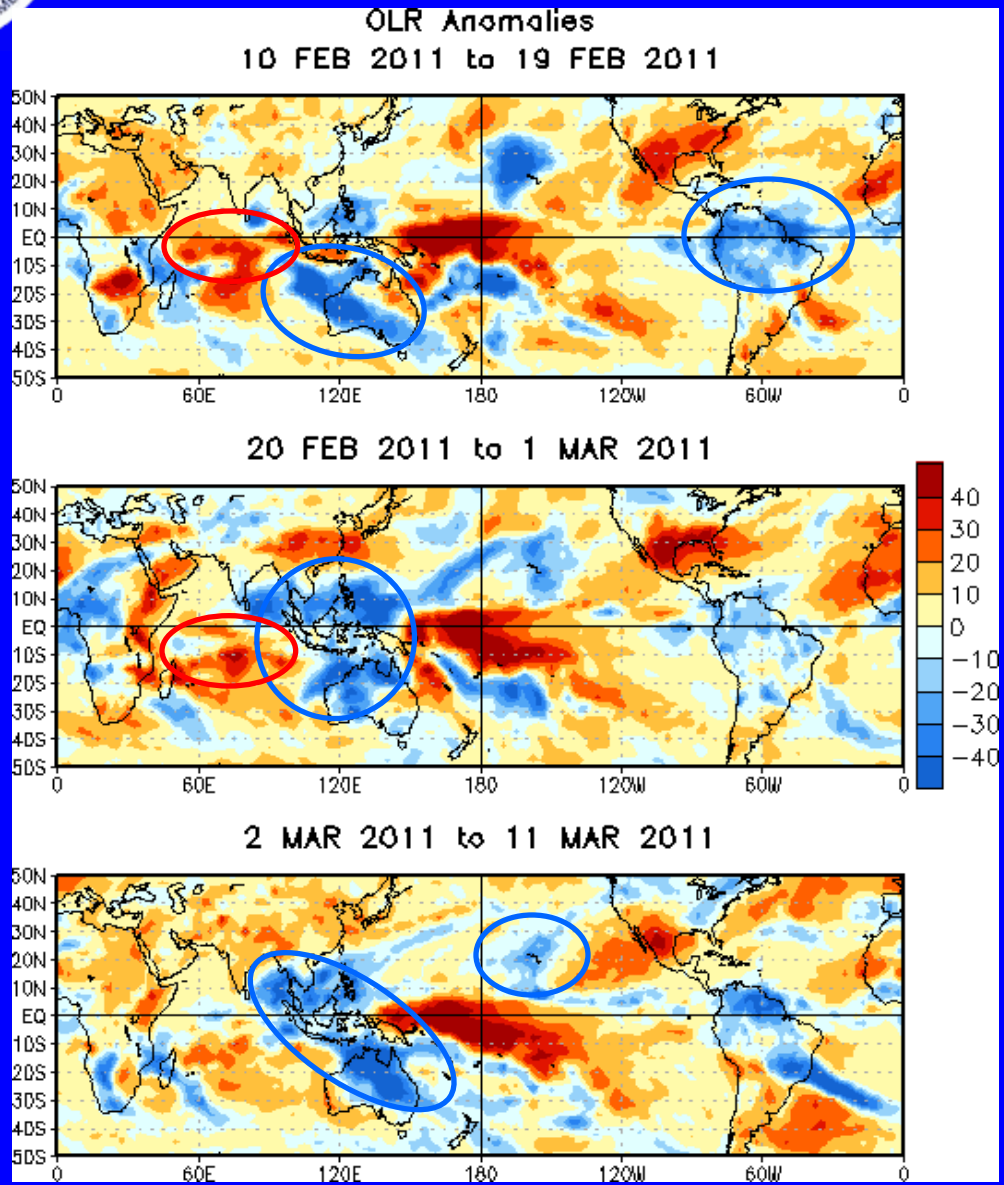 OLR Anomalies
10 FEB 2011 to 19 FEB 2011
50N
40N
30N
20N
10N
EQ
10S
20S
30S
40S
50S
0 60E 120E 180 120W 60W 0
20 FEB 2011 to 1 MAR 2011
50N
40N
30N
20N
10N
EQ
10S
20S
30S
40S
50S
0 60E 120E 180 120W 60W 0
40
30
20
10
0
−10
−20
−30
−40
2 MAR 2011 to 11 MAR 2011
50N
40N
30N
20N
10N
EQ
10S
20S
30S
40S
50S
0 60E 120E 180 120W 60W 0